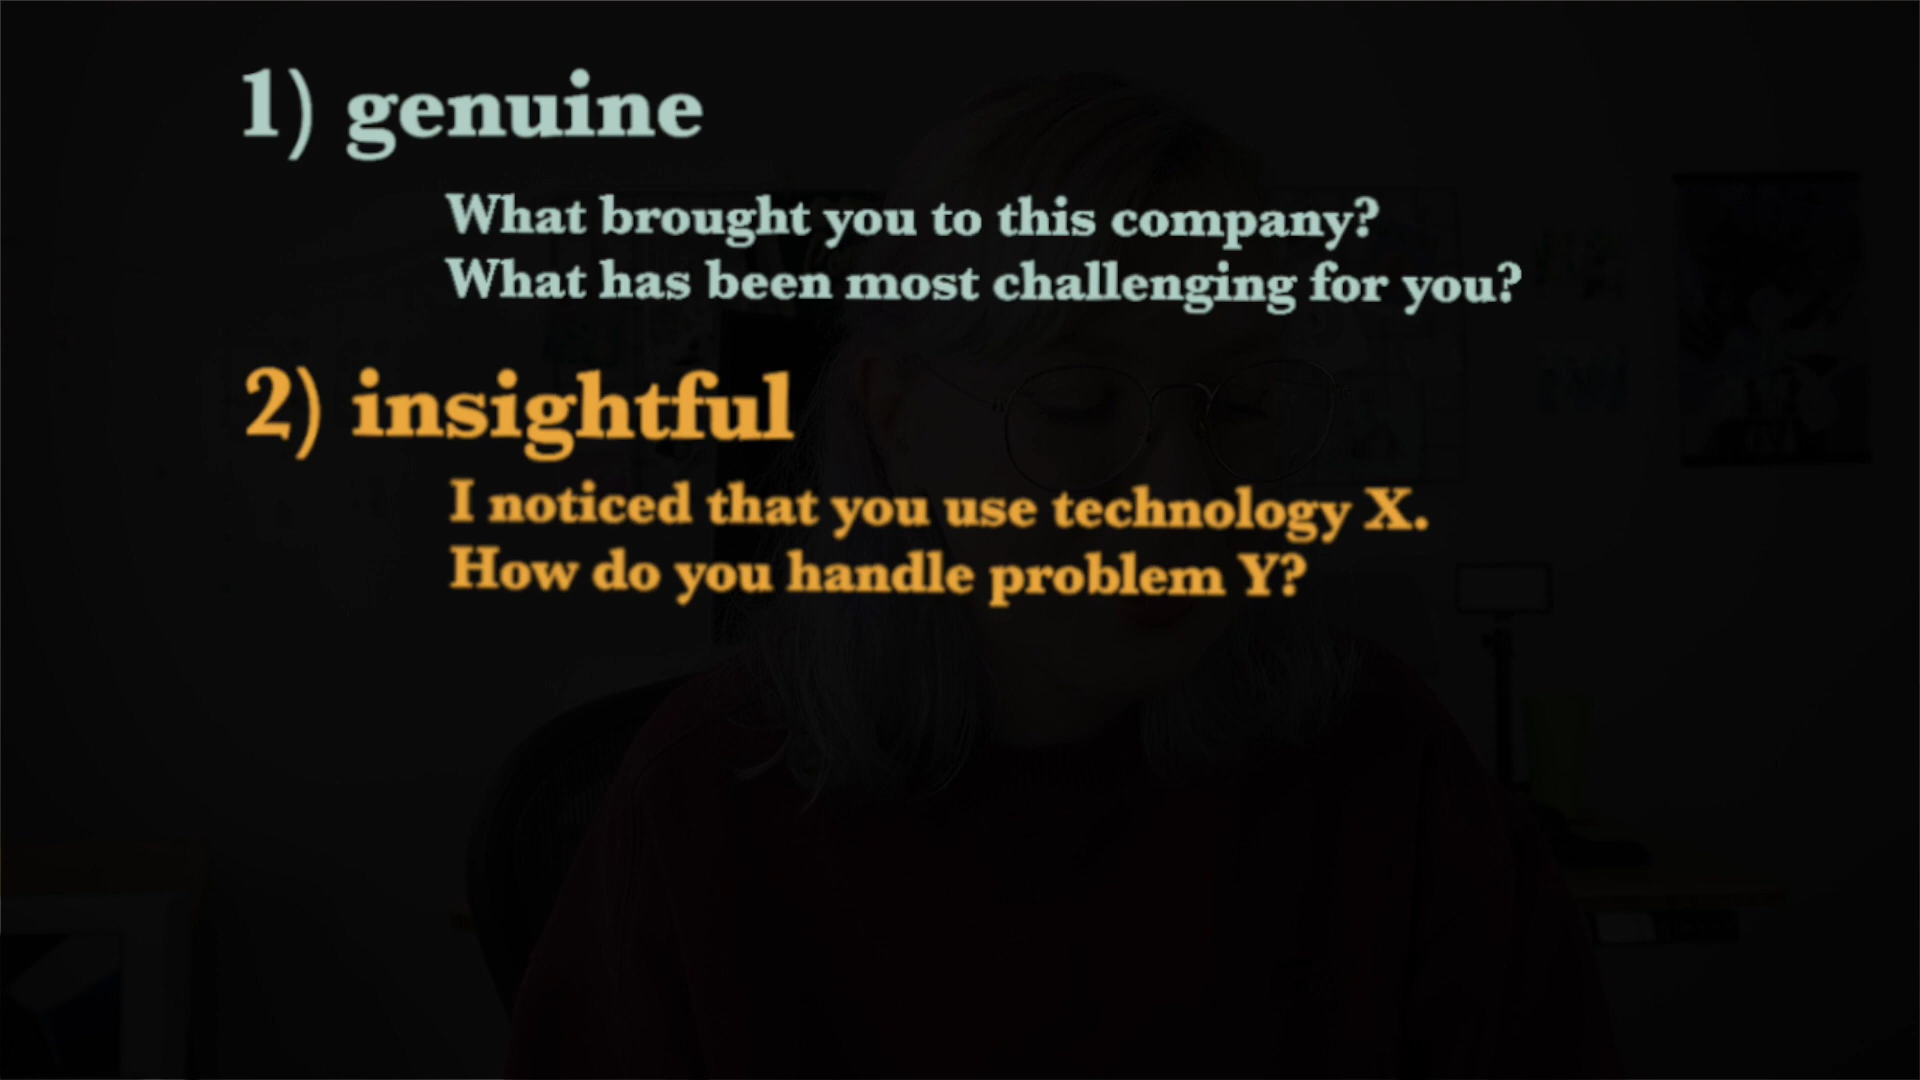 1) genuine
What brought you to this company?
What has been most challenging for you?
2) insightful
I noticed that you use technology X.
How do you handle problem Y?